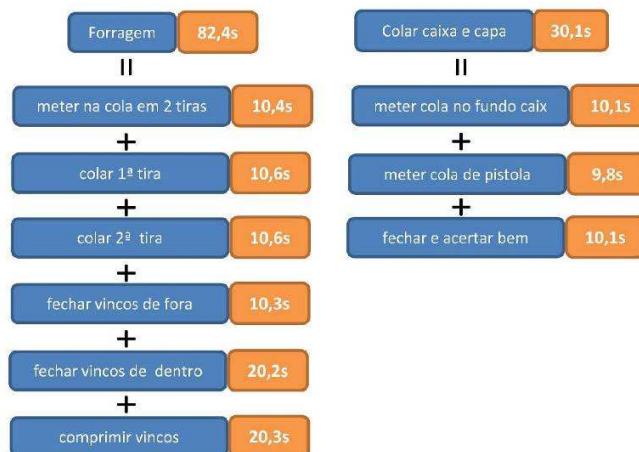 Forragem 82,4s
=
meter na cola em 2 tiras 10,4s
+
colar 1ª tira 10,6s
+
colar 2ª tira 10,6s
+
fechar vincos de fora 10,3s
+
fechar vincos de dentro 20,2s
+
comprimir vincos 20,3s
Colar caixa e capa 30,1s
=
meter cola no fundo caix 10,1s
+
meter cola de pistola 9,8s
+
fechar e acertar bem 10,1s